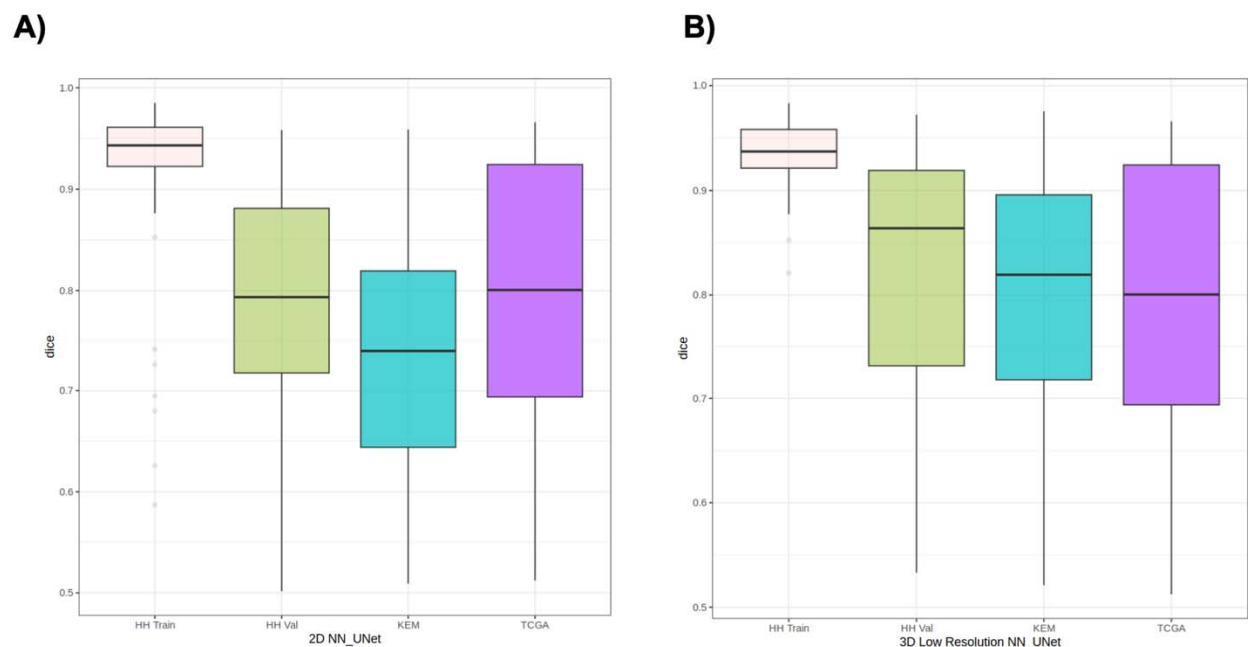 A)
1.0
0.9
0.8
0.7
0.6
0.5
dice
HH Train HH Val KEM TCGA
2D NN_UNet
B)
1.0
0.9
0.8
0.7
0.6
0.5
dice
HH Train HH Val KEM TCGA
3D Low Resolution NN_UNet